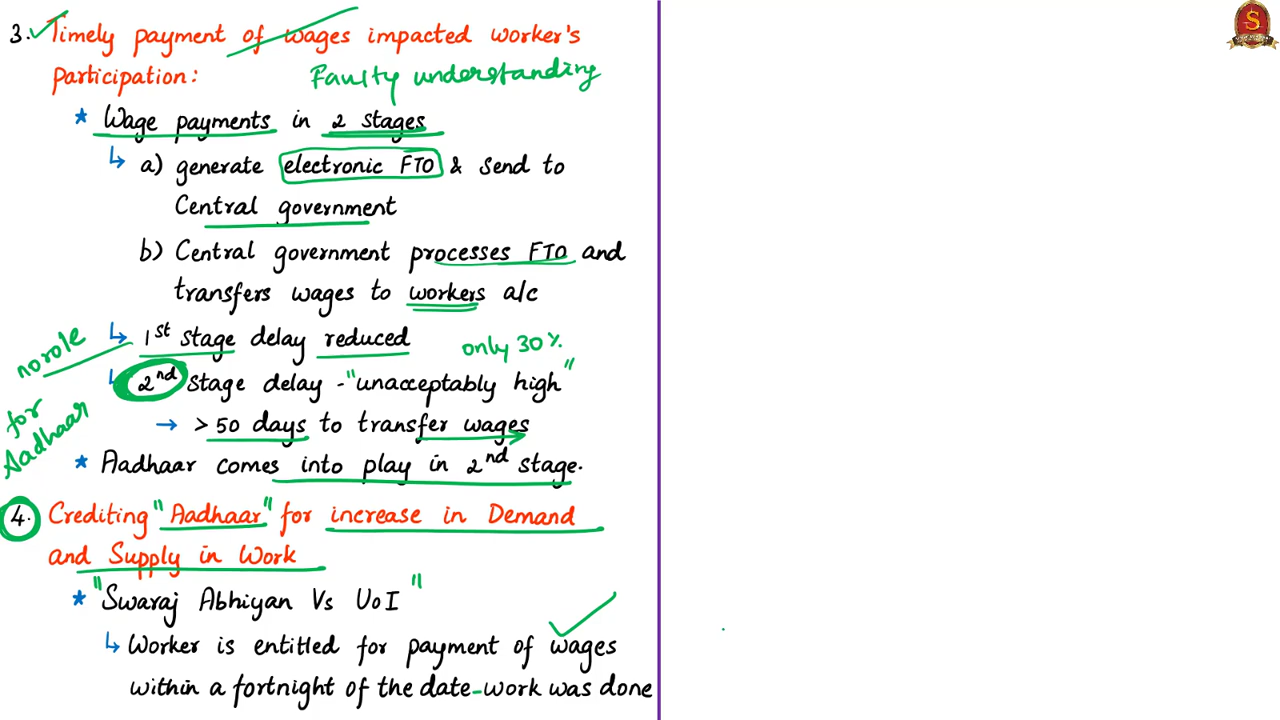 3. Timely payment of wages impacted worker's
participation:
Faulty understanding
* Wage payments in 2 stages
↳ a) generate electronic FTO & send to
Central government
b) Central government processes FTO and
transfers wages to workers a/c
↳ 1st stage delay reduced
only 30%
no role
for
Aadhaar
↳ 2nd stage delay - "unacceptably high"
→ > 50 days to transfer wages
* Aadhaar comes into play in 2nd stage.
4. Crediting "Aadhaar" for increase in Demand
and Supply in Work
* "Swaraj Abhiyan Vs UoI"
↳ Worker is entitled for payment of wages
within a fortnight of the date - work was done
S